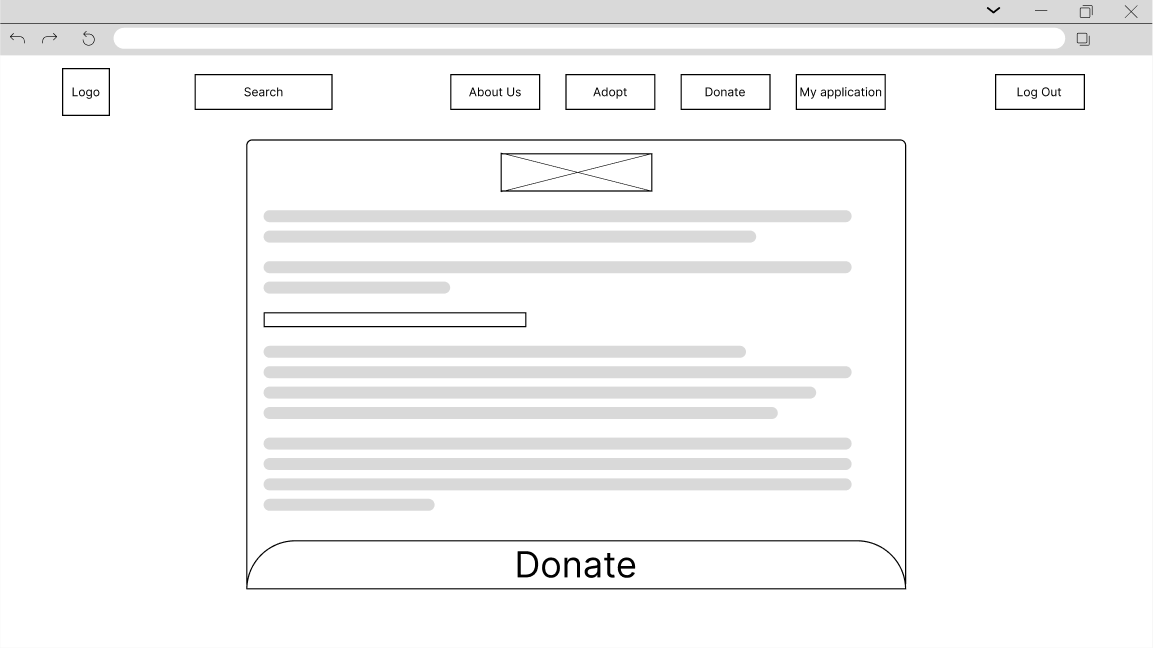 Logo
Search
About Us
Adopt
Donate
My application
Log Out
Donate